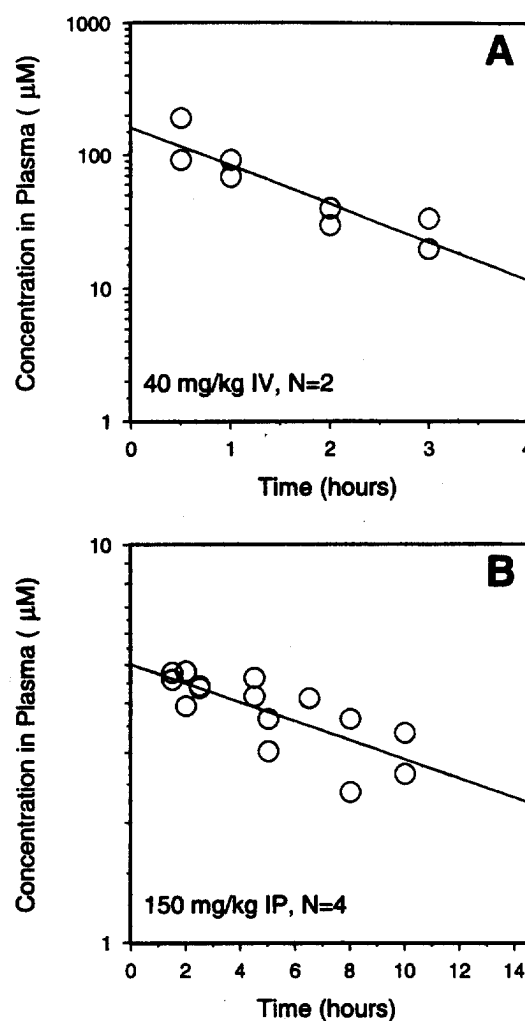 A
1000
100
10
1
Concentration in Plasma ( µM)
40 mg/kg IV, N=2
0 1 2 3 4
Time (hours)
B
10
1
Concentration in Plasma ( µM)
150 mg/kg IP, N=4
0 2 4 6 8 10 12 14
Time (hours)